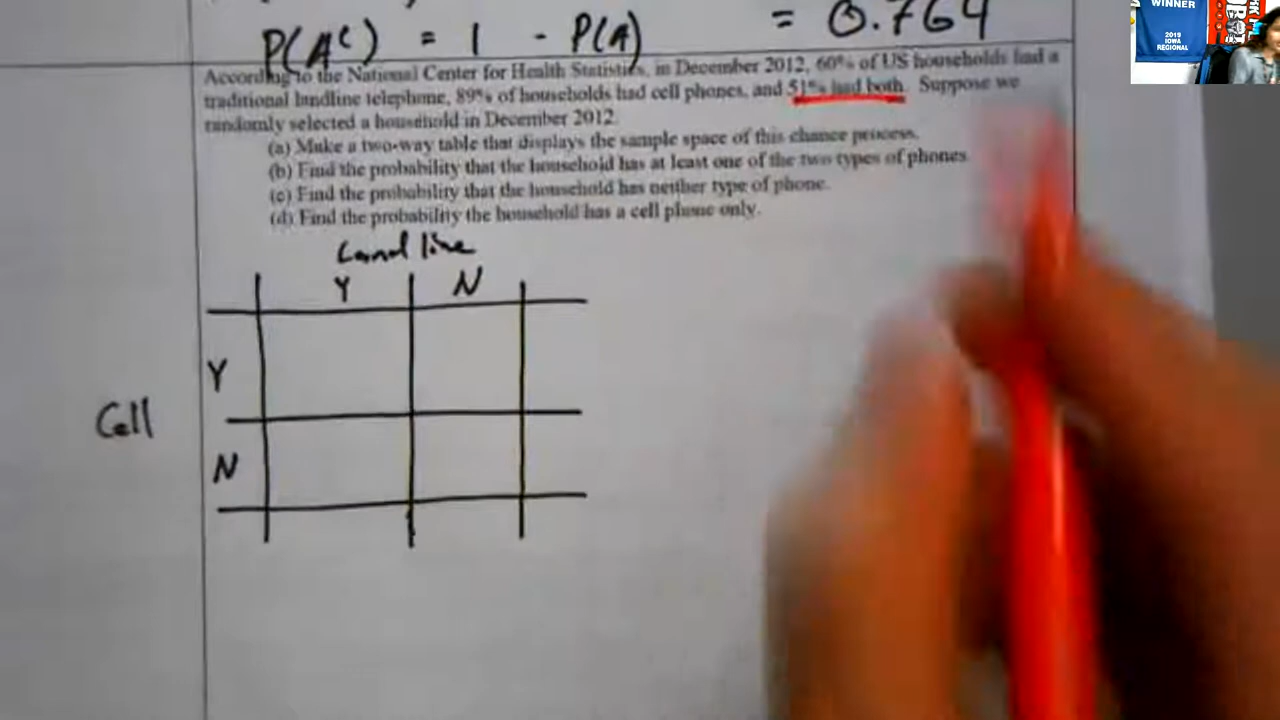 P(Aᶜ) = 1 - P(A) = 0.764
According to the National Center for Health Statistics, in December 2012, 60% of US households had a
traditional landline telephone, 89% of households had cell phones, and 51% had both. Suppose we
randomly selected a household in December 2012.
(a) Make a two-way table that displays the sample space of this chance process.
(b) Find the probability that the household has at least one of the two types of phones.
(c) Find the probability that the household has neither type of phone.
(d) Find the probability the household has a cell phone only.
Land line
Y N
Y
Cell
N
WINNER
2019
IOWA
REGIONAL